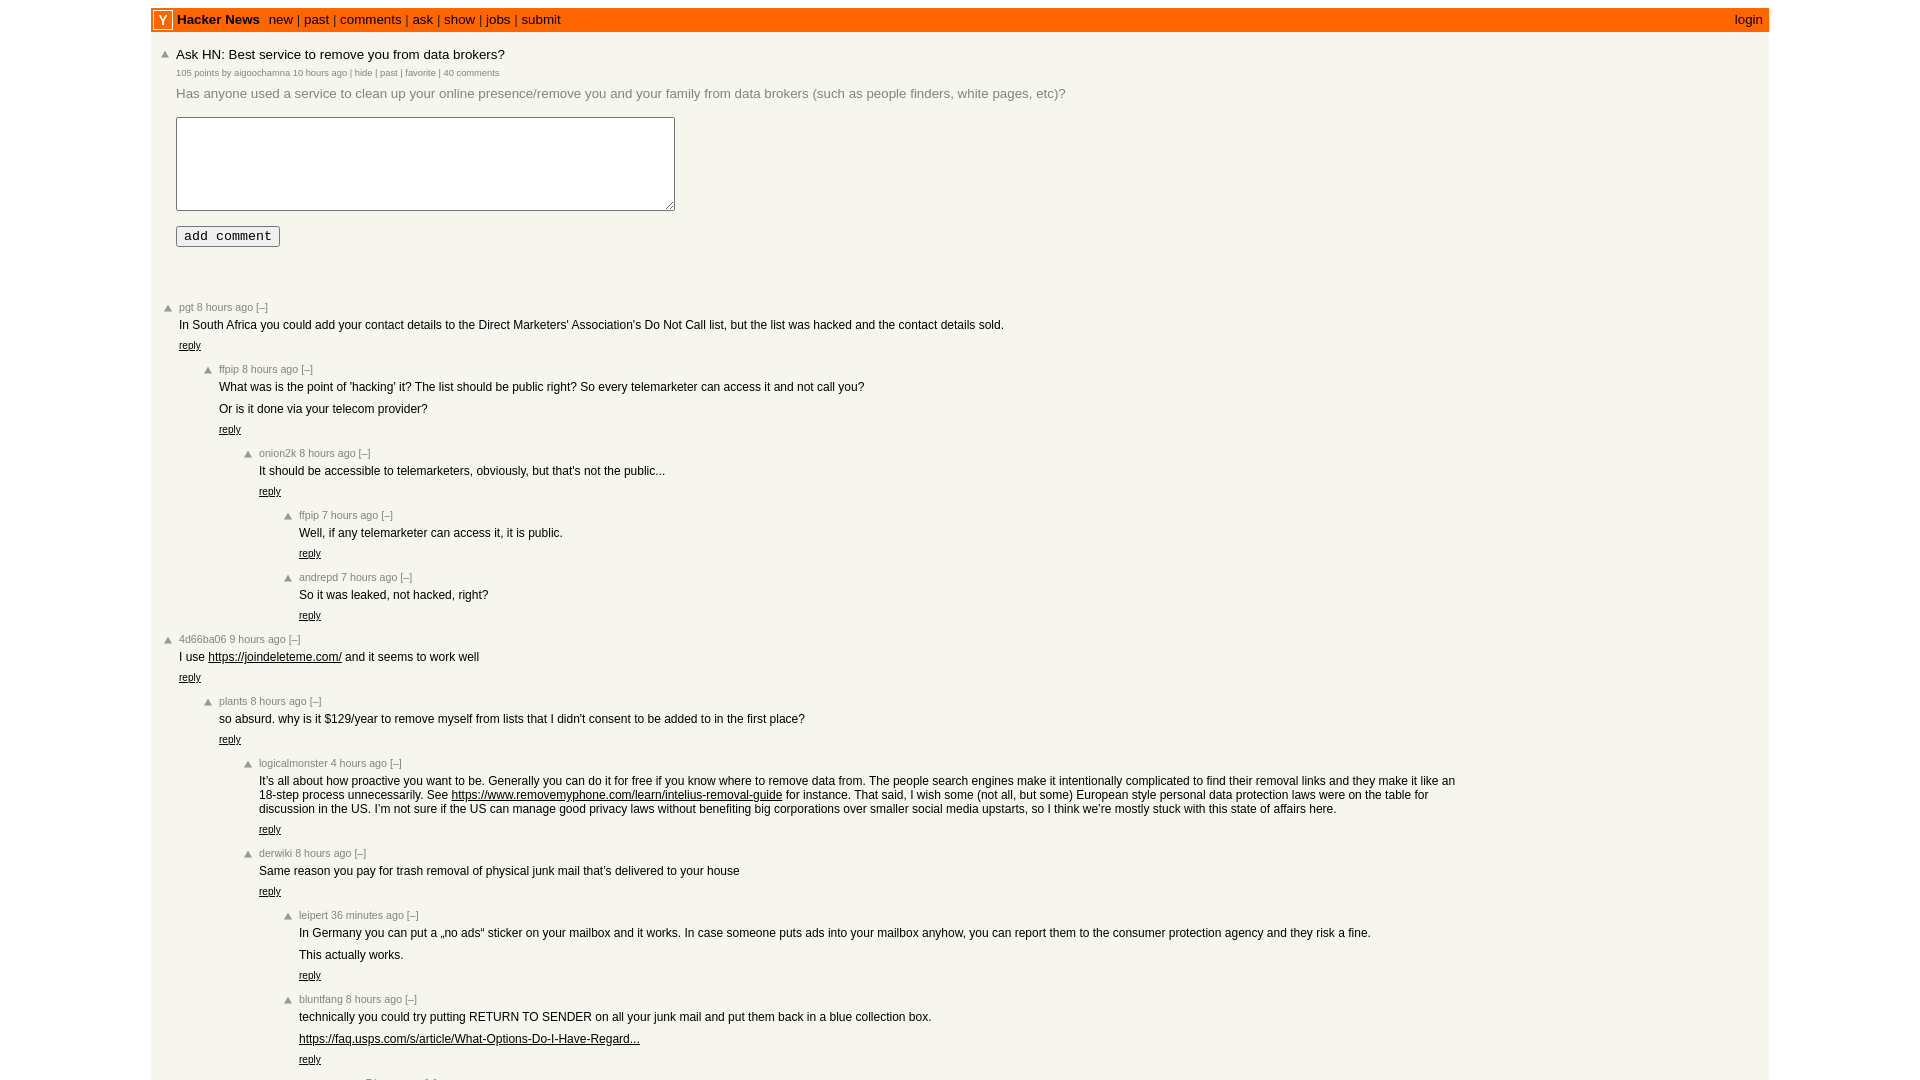 Y Hacker News new | past | comments | ask | show | jobs | submit login
Ask HN: Best service to remove you from data brokers?
105 points by aigoochamna 10 hours ago | hide | past | favorite | 40 comments
Has anyone used a service to clean up your online presence/remove you and your family from data brokers (such as people finders, white pages, etc)?
add comment
pgt 8 hours ago [–]
In South Africa you could add your contact details to the Direct Marketers' Association's Do Not Call list, but the list was hacked and the contact details sold.
reply
ffpip 8 hours ago [–]
What was is the point of 'hacking' it? The list should be public right? So every telemarketer can access it and not call you?
Or is it done via your telecom provider?
reply
onion2k 8 hours ago [–]
It should be accessible to telemarketers, obviously, but that's not the public...
reply
ffpip 7 hours ago [–]
Well, if any telemarketer can access it, it is public.
reply
andrepd 7 hours ago [–]
So it was leaked, not hacked, right?
reply
4d66ba06 9 hours ago [–]
I use https://joindeleteme.com/ and it seems to work well
reply
plants 8 hours ago [–]
so absurd. why is it $129/year to remove myself from lists that I didn't consent to be added to in the first place?
reply
logicalmonster 4 hours ago [–]
It’s all about how proactive you want to be. Generally you can do it for free if you know where to remove data from. The people search engines make it intentionally complicated to find their removal links and they make it like an
18-step process unnecessarily. See https://www.removemyphone.com/learn/intelius-removal-guide for instance. That said, I wish some (not all, but some) European style personal data protection laws were on the table for
discussion in the US. I’m not sure if the US can manage good privacy laws without benefiting big corporations over smaller social media upstarts, so I think we’re mostly stuck with this state of affairs here.
reply
derwiki 8 hours ago [–]
Same reason you pay for trash removal of physical junk mail that’s delivered to your house
reply
leipert 36 minutes ago [–]
In Germany you can put a „no ads“ sticker on your mailbox and it works. In case someone puts ads into your mailbox anyhow, you can report them to the consumer protection agency and they risk a fine.
This actually works.
reply
bluntfang 8 hours ago [–]
technically you could try putting RETURN TO SENDER on all your junk mail and put them back in a blue collection box.
https://faq.usps.com/s/article/What-Options-Do-I-Have-Regard...
reply